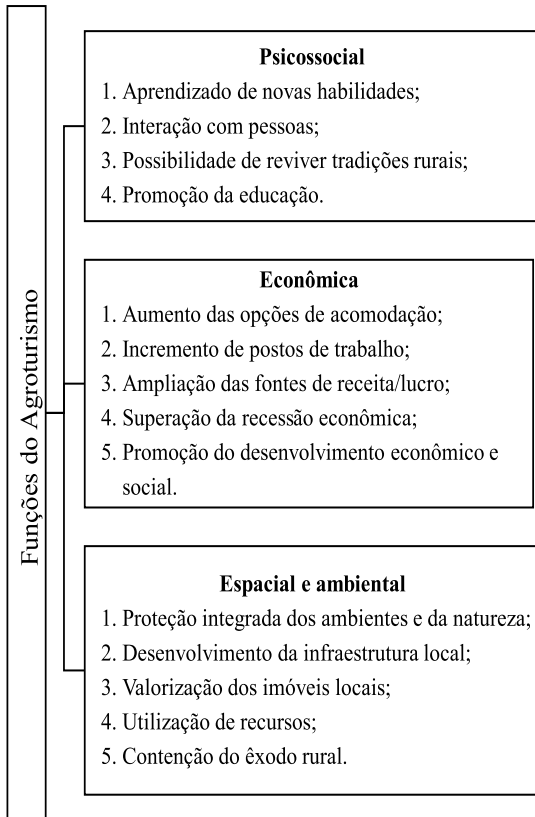 Funções do Agroturismo
Psicossocial
1. Aprendizado de novas habilidades;
2. Interação com pessoas;
3. Possibilidade de reviver tradições rurais;
4. Promoção da educação.
Econômica
1. Aumento das opções de acomodação;
2. Incremento de postos de trabalho;
3. Ampliação das fontes de receita/lucro;
4. Superação da recessão econômica;
5. Promoção do desenvolvimento econômico e
social.
Espacial e ambiental
1. Proteção integrada dos ambientes e da natureza;
2. Desenvolvimento da infraestrutura local;
3. Valorização dos imóveis locais;
4. Utilização de recursos;
5. Contenção do êxodo rural.